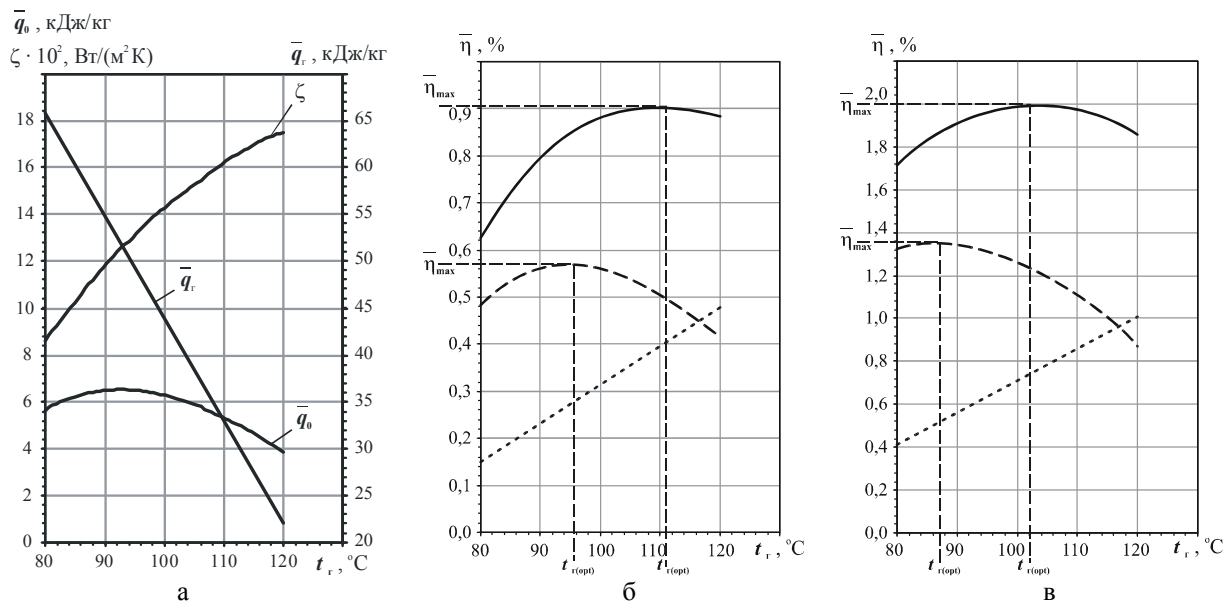 q̅₀ , кДж/кг
ζ · 10², Вт/(м²К)
q̅г , кДж/кг
18
16
14
12
10
8
6
4
2
0
65
60
55
50
45
40
35
30
25
20
ζ
q̅г
q̅₀
80 90 100 110 120 tг , °C
а
η̅ , %
η̅max
0,9
0,8
0,7
0,6
η̅max
0,5
0,4
0,3
0,2
0,1
0,0
80 90 100 110 120 tг , °C
tг(opt) tг(opt)
б
η̅ , %
η̅max 2,0
1,8
1,6
1,4
η̅max
1,2
1,0
0,8
0,6
0,4
0,2
0,0
80 90 100 110 120 tг , °C
tг(opt) tг(opt)
в